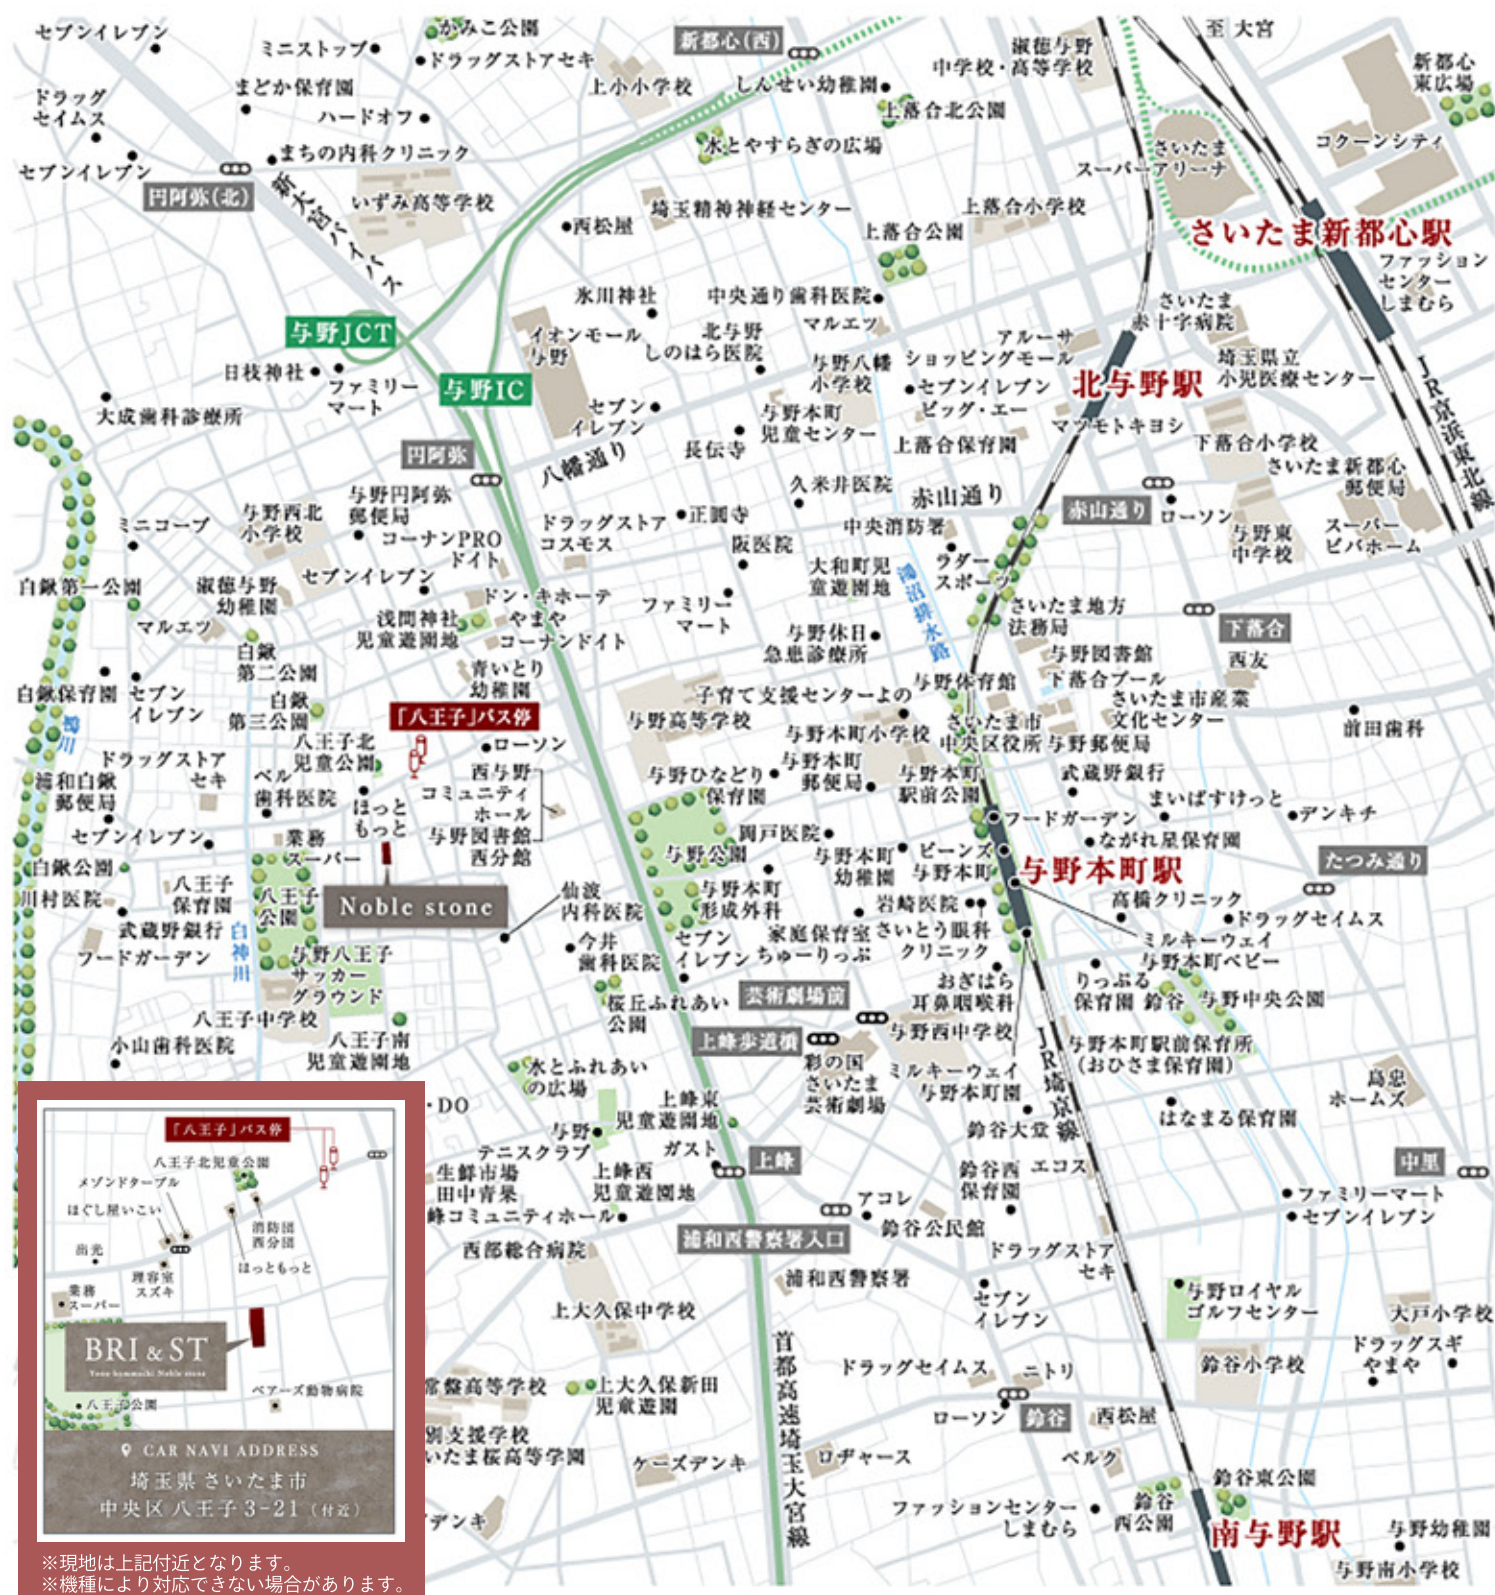 セブンイレブン
ミニストップ
かみこ公園
ドラッグストアセキ
新都心(西)
至 大宮
淑徳与野
中学校・高等学校
新都心
東広場
ドラッグ
セイムス
まどか保育園
ハードオフ
上小小学校
しんせい幼稚園
上落合北公園
コクーンシティ
セブンイレブン
まちの内科クリニック
水とやすらぎの広場
さいたま
スーパーアリーナ
円阿弥(北)
新大宮バイパス
いずみ高等学校
西松屋
埼玉精神神経センター
上落合小学校
上落合公園
さいたま新都心駅
ファッション
センター
しまむら
氷川神社
中央通り歯科医院
マルエツ
さいたま
赤十字病院
与野JCT
イオンモール
与野
北与野
しのはら医院
アルーサ
ショッピングモール
埼玉県立
小児医療センター
日枝神社
ファミリー
マート
与野IC
与野八幡
小学校
セブンイレブン
ビッグ・エー
北与野駅
JR京浜東北線
大成歯科診療所
セブン
イレブン
与野本町
児童センター
マツモトキヨシ
円阿弥
八幡通り
長伝寺
上落合保育園
下落合小学校
さいたま新都心
郵便局
久米井医院
赤山通り
赤山通り
ローソン
ミニコープ
与野西北
小学校
与野円阿弥
郵便局
コーナンPRO
ドイト
ドラッグストア
コスモス
正圓寺
中央消防署
与野東
中学校
スーパー
ビバホーム
阪医院
大和町児
童遊園地
鴻沼排水路
ラダー
スポーツ
白鍬第一公園
淑徳与野
幼稚園
セブンイレブン
マルエツ
浅間神社
児童遊園地
ドン・キホーテ
やまや
コーナンドイト
ファミリー
マート
与野休日
急患診療所
さいたま地方
法務局
下落合
白鍬
第二公園
与野図書館
下落合プール
西友
白鍬保育園
セブン
イレブン
鴨川
白鍬
第三公園
青いとり
幼稚園
「八王子」バス停
子育て支援センターよの
与野体育館
さいたま市産業
文化センター
与野高等学校
与野本町小学校
さいたま市
中央区役所
与野郵便局
前田歯科
八王子北
児童公園
ローソン
ドラッグストア
セキ
ベル
歯科医院
浦和白鍬
郵便局
ほっと
もっと
西与野
コミュニティ
ホール
与野図書館
西分館
与野ひなどり
保育園
与野本町
郵便局
与野本町
駅前公園
武蔵野銀行
まいばすけっと
デンキチ
フードガーデン
セブンイレブン
業務
スーパー
岡戸医院
ながれ屋保育園
白鍬公園
与野公園
与野本町
幼稚園
ビーンズ
与野本町
与野本町駅
たつみ通り
川村医院
八王子
保育園
八王子
公園
Noble stone
仙波
内科医院
与野本町
形成外科
岩崎医院
高橋クリニック
ドラッグセイムス
武蔵野銀行
白神川
フードガーデン
与野八王子
サッカー
グラウンド
今井
歯科医院
セブン
イレブン
家庭保育室
ちゅーりっぷ
さいとう眼科
クリニック
ミルキーウェイ
与野本町ベビー
八王子中学校
桜丘ふれあい
公園
芸術劇場前
おぎはら
耳鼻咽喉科
りっぷる
保育園
鈴谷
与野中央公園
小山歯科医院
八王子南
児童遊園地
上峰歩道橋
与野西中学校
与野本町駅前保育所
(おひさま保育園)
水とふれあい
の広場
彩の国
さいたま
芸術劇場
ミルキーウェイ
与野本町園
JR埼京線
島忠
ホームズ
・DO
上峰東
児童遊園地
はなまる保育園
与野
テニスクラブ
ガスト
上峰
鈴谷大堂
中里
生鮮市場
田中青果
上峰西
児童遊園地
鈴谷西
保育園
エコス
アコレ
ファミリーマート
セブンイレブン
峰コミュニティホール
浦和西警察署入口
鈴谷公民館
西部総合病院
ドラッグストア
セキ
浦和西警察署
セブン
イレブン
与野ロイヤル
ゴルフセンター
上大久保中学校
大戸小学校
首都高速埼玉大宮線
ドラッグスギ
やまや
ドラッグセイムス
ニトリ
鈴谷小学校
常盤高等学校
上大久保新田
児童遊園
ローソン
鈴谷
西松屋
別支援学校
いたま桜高等学園
ケーズデンキ
ロヂャース
ベルク
鈴谷東公園
デンキ
ファッションセンター
しまむら
鈴谷
西公園
南与野駅
与野幼稚園
与野南小学校
「八王子」バス停
八王子北児童公園
メゾンドターブル
ほぐし屋いこい
消防団
西分団
出光
ほっともっと
理容室
スズキ
業務
スーパー
BRI & ST
Yono hommachi Noble stone
ベアーズ動物病院
八王子公園
CAR NAVI ADDRESS
埼玉県 さいたま市
中央区 八王子 3-21（付近）
※現地は上記付近となります。
※機種により対応できない場合があります。